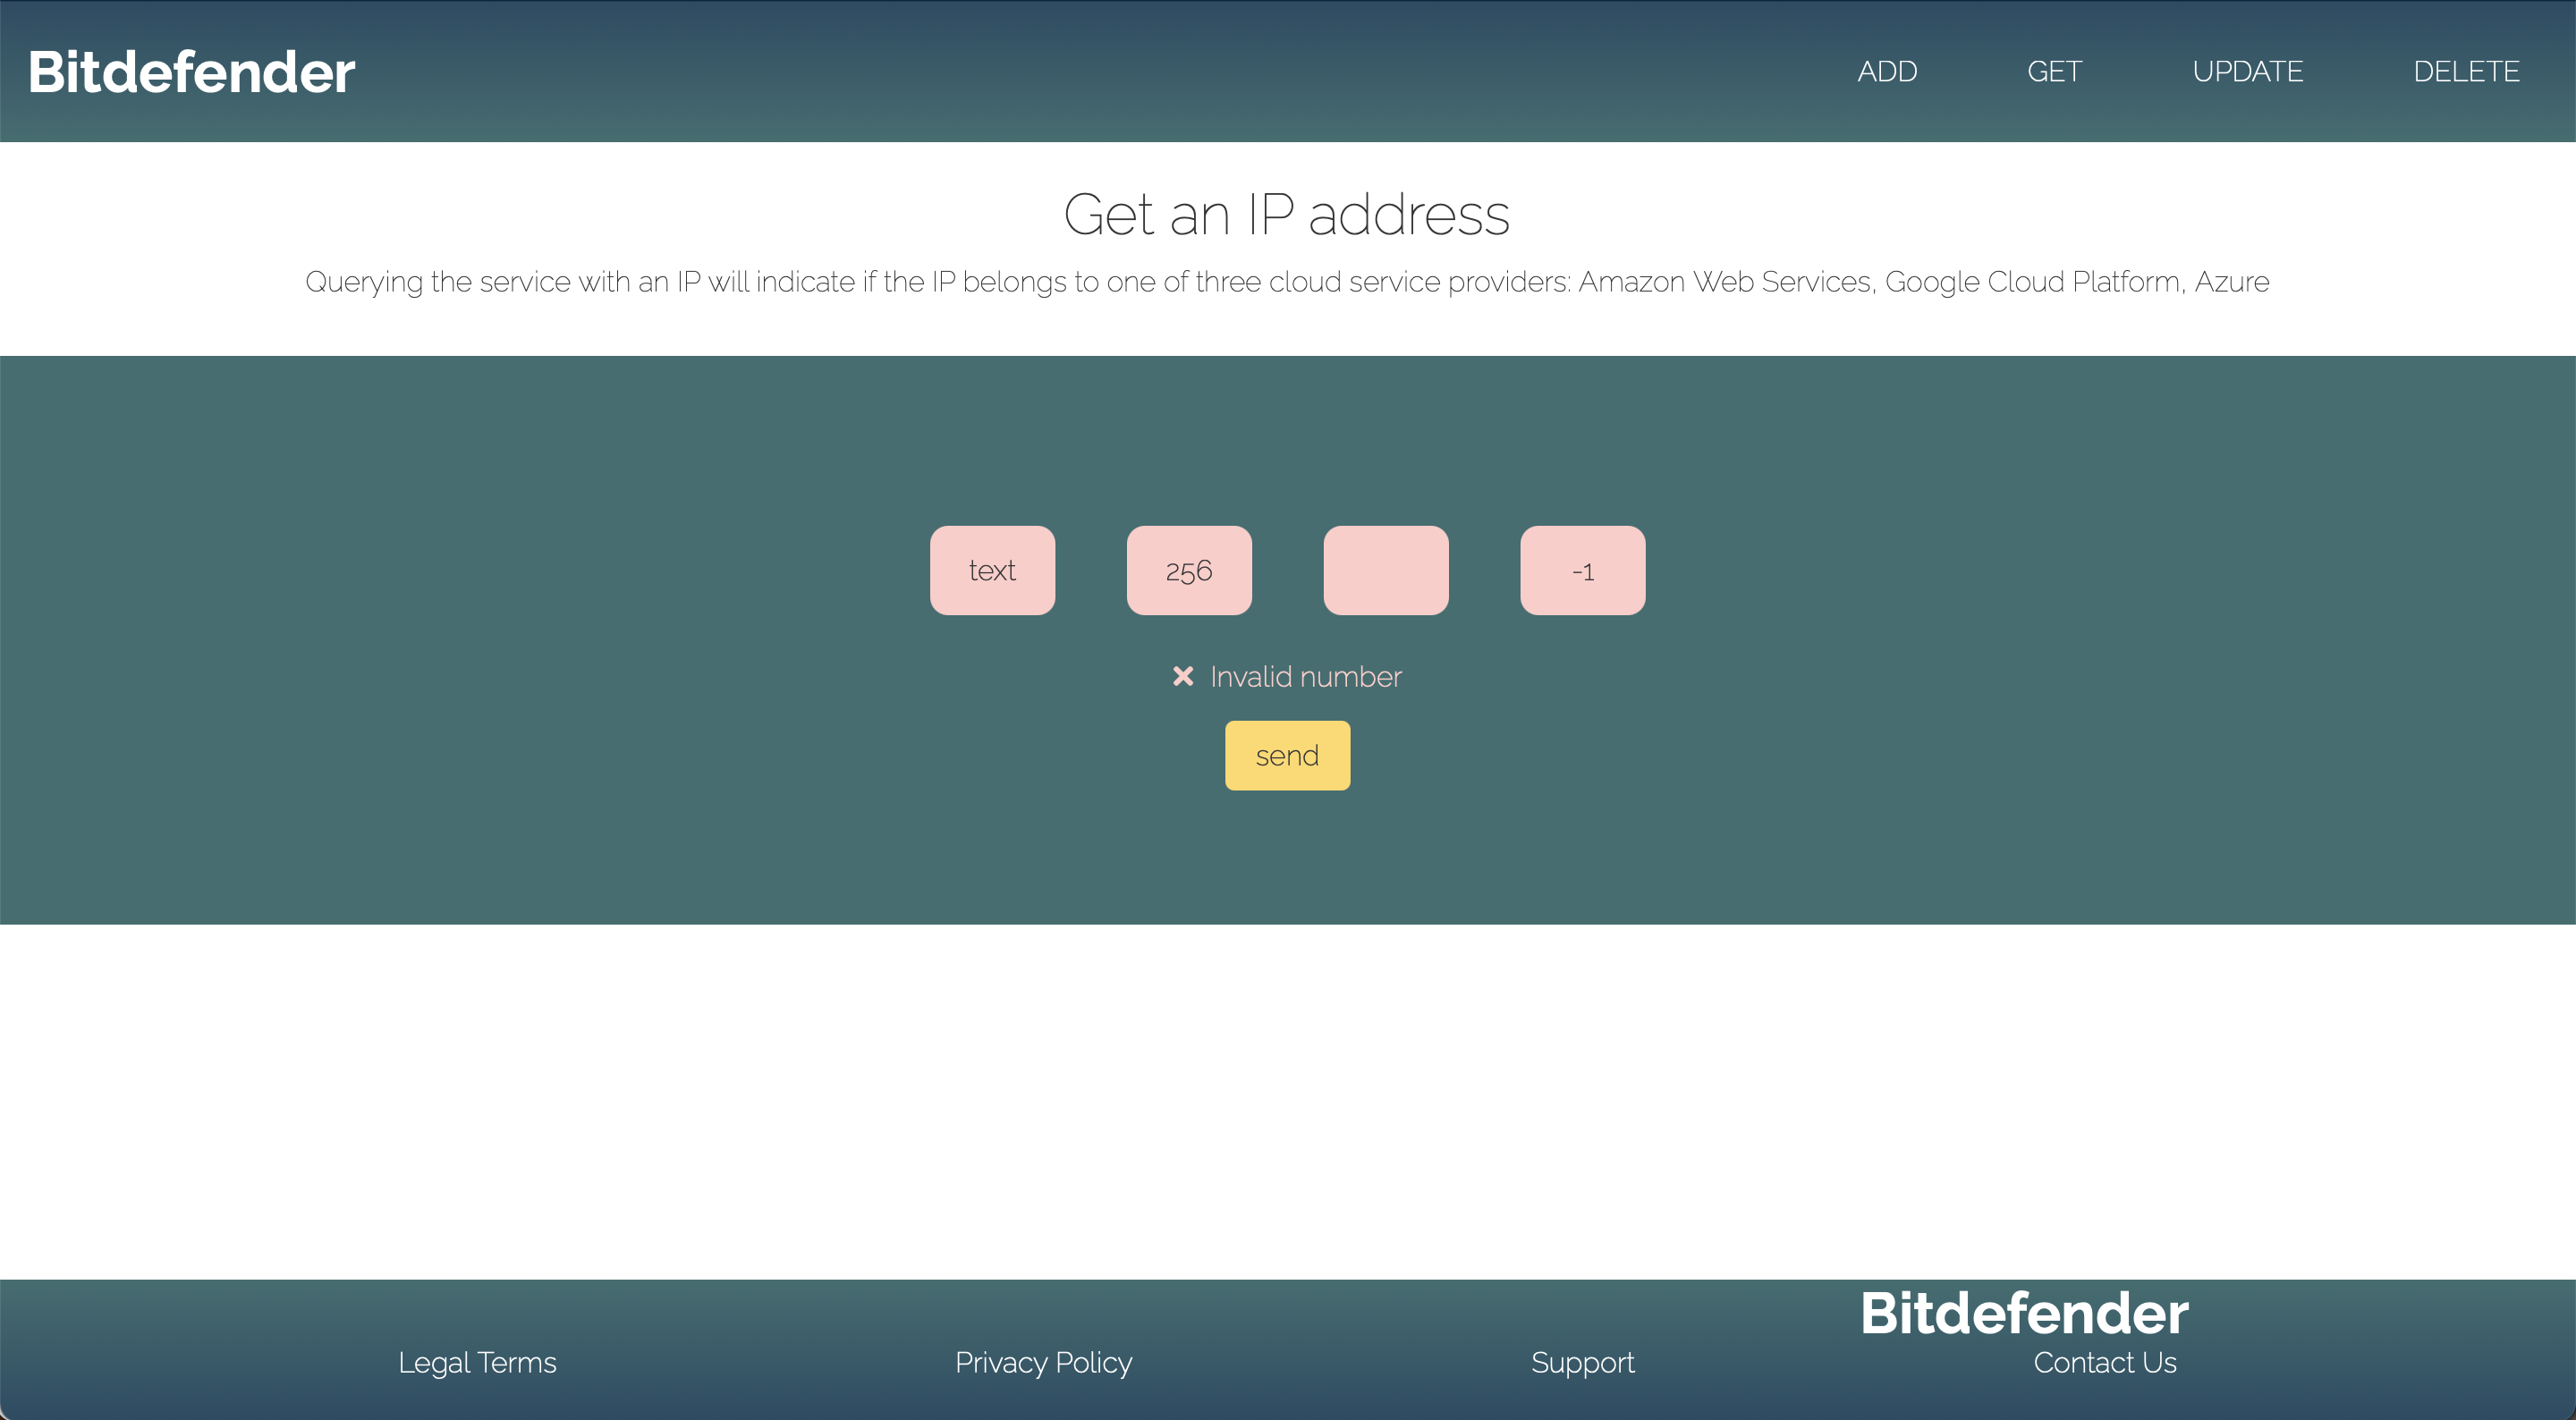 Bitdefender
ADD GET UPDATE DELETE
Get an IP address
Querying the service with an IP will indicate if the IP belongs to one of three cloud service providers: Amazon Web Services, Google Cloud Platform, Azure
text 256 -1
Invalid number
send
Bitdefender
Legal Terms Privacy Policy Support Contact Us